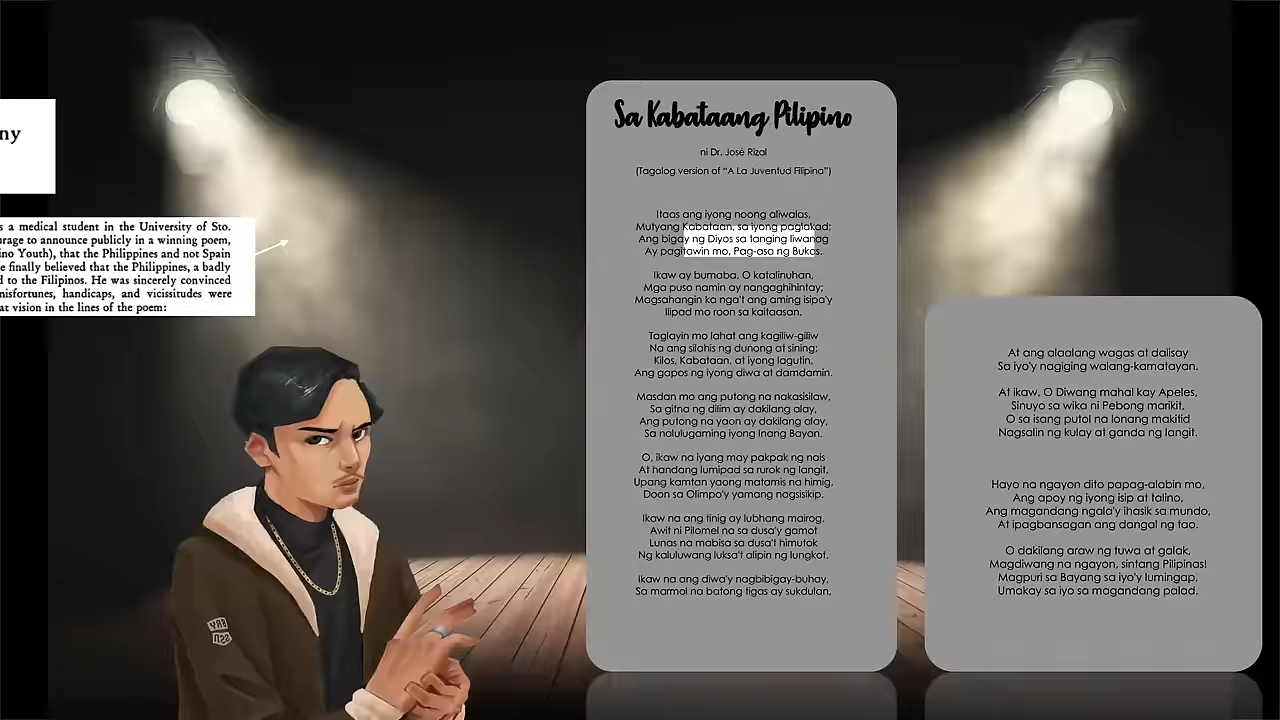 ny
s a medical student in the University of Sto.
urage to announce publicly in a winning poem,
ino Youth), that the Philippines and not Spain
e finally believed that the Philippines, a badly
d to the Filipinos. He was sincerely convinced
nisfortunes, handicaps, and vicissitudes were
at vision in the lines of the poem:
Sa Kabataang Pilipino
ni Dr. José Rizal
(Tagalog version of “A La Juventud Filipina”)
Itaas ang iyong noong aliwalas,
Mutyang Kabataan, sa iyong paglakad;
Ang bigay ng Diyos sa tanging liwanag
Ay pagitawin mo, Pag-asa ng Bukas.
Ikaw ay bumaba, O katalinuhan,
Mga puso namin ay nangaghihintay;
Magsahangin ka nga't ang aming isipa'y
Ilipad mo roon sa kaitaasan.
Taglayin mo lahat ang kagiliw-giliw
Na ang silahis ng dunong at sining;
Kilos, Kabataan, at iyong lagutin,
Ang gapos ng iyong diwa at damdamin.
Masdan mo ang putong na nakasisilaw,
Sa gitna ng dilim ay dakilang alay,
Ang putong na yaon ay dakilang alay,
Sa nalulugaming iyong Inang Bayan.
O, ikaw na iyang may pakpak ng nais
At handang lumipad sa rurok ng langit,
Upang kamtan yaong matamis na himig,
Doon sa Olimpo'y yamang nagsisikip.
Ikaw na ang tinig ay lubhang mairog,
Awit ni Pilomel na sa dusa'y gamot
Lunas na mabisa sa dusa't himutok
Ng kaluluwang luksa't alipin ng lungkot.
Ikaw na ang diwa'y nagbibigay-buhay,
Sa marmol na batong tigas ay sukdulan,
At ang alaalang wagas at dalisay
Sa iyo'y nagiging walang-kamatayan.
At ikaw, O Diwang mahal kay Apeles,
Sinuyo sa wika ni Pebong marikit,
O sa isang putol na lonang makitid
Nagsalin ng kulay at ganda ng langit.
Hayo na ngayon dito papag-alabin mo,
Ang apoy ng iyong isip at talino,
Ang magandang ngala'y ihasik sa mundo,
At ipagbansagan ang dangal ng tao.
O dakilang araw ng tuwa at galak,
Magdiwang na ngayon, sintang Pilipinas!
Magpuri sa Bayang sa iyo'y lumingap,
Umakay sa iyo sa magandang palad.